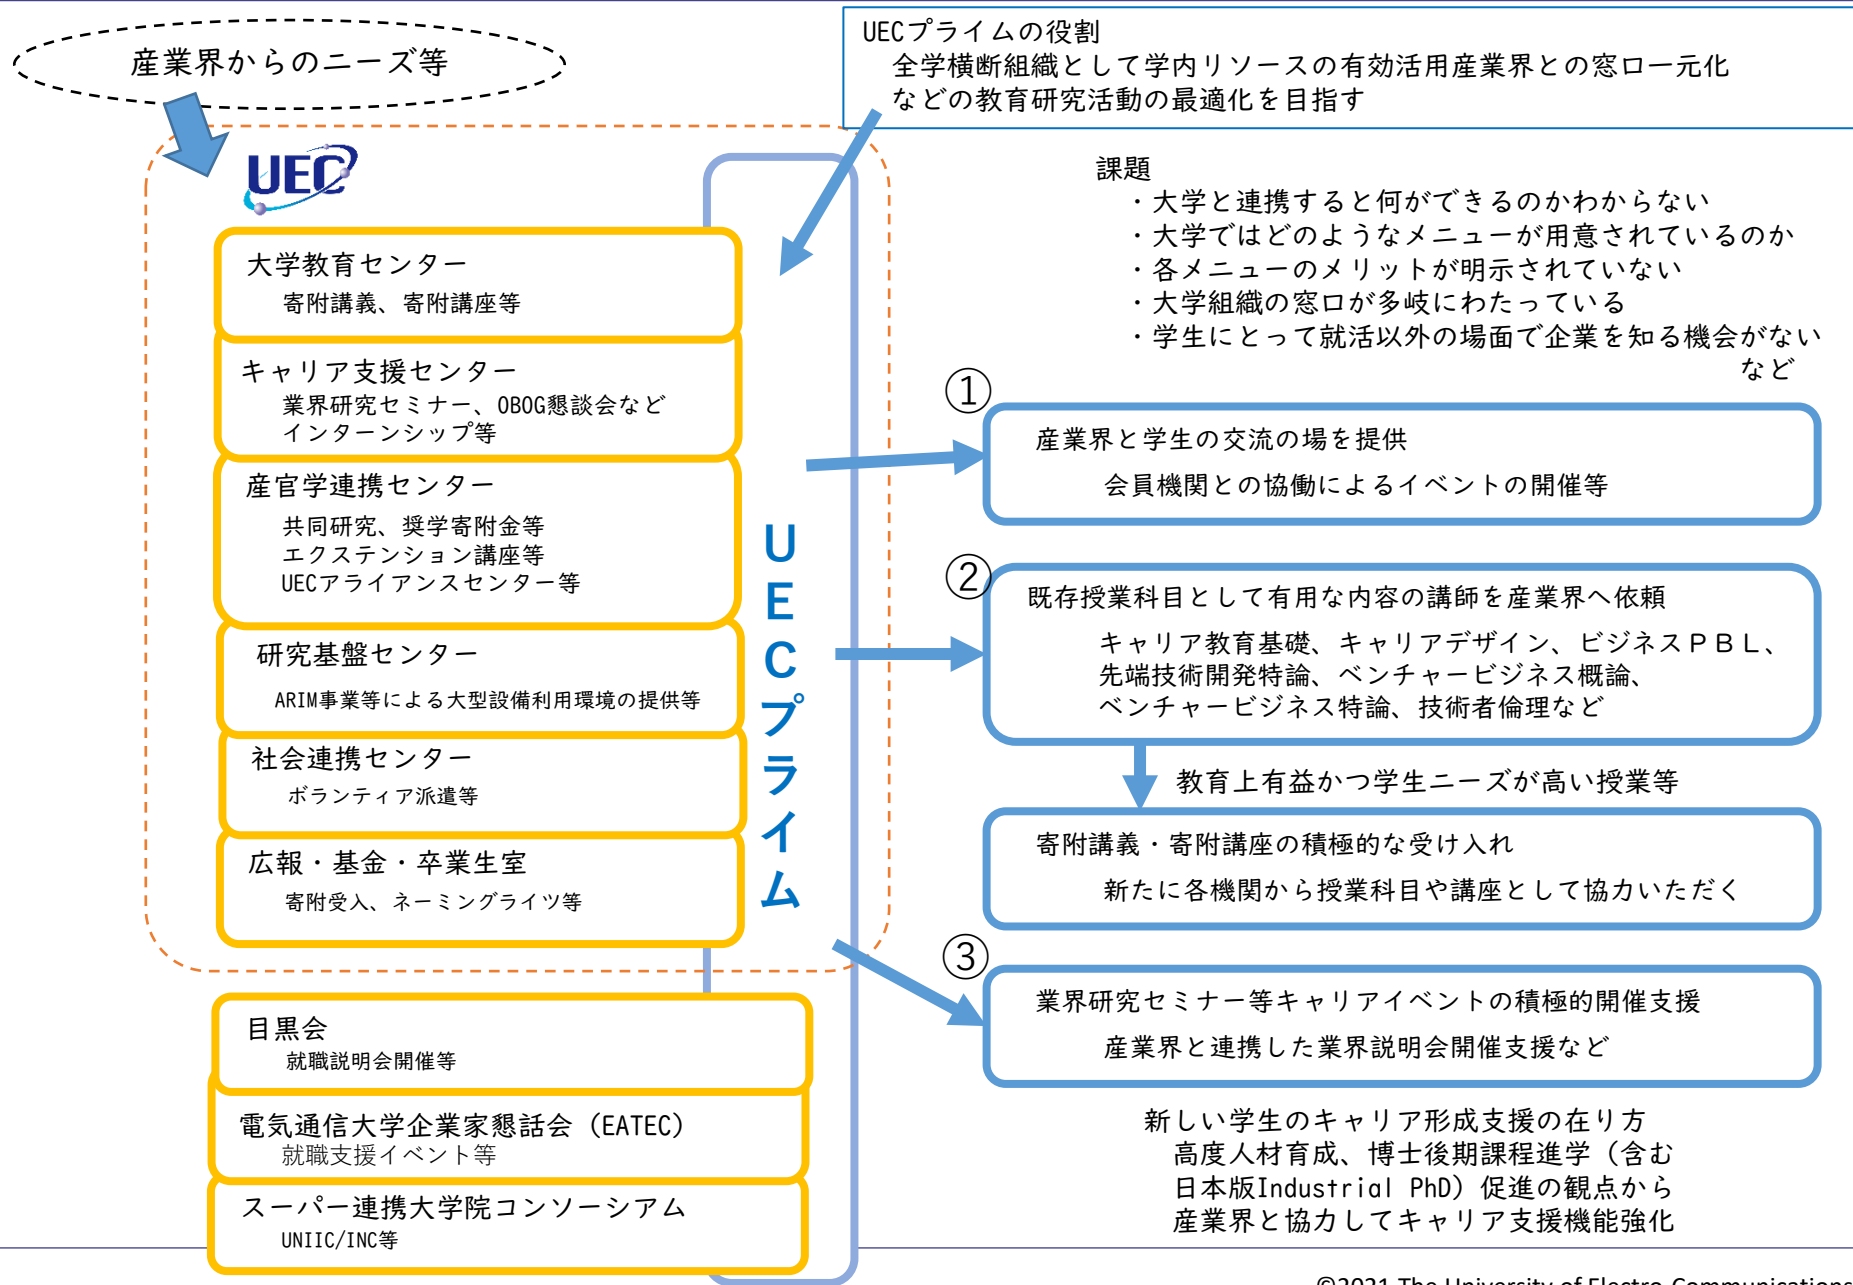 産業界からのニーズ等
UECプライムの役割
全学横断組織として学内リソースの有効活用産業界との窓口一元化
などの教育研究活動の最適化を目指す
UEC
大学教育センター
寄附講義、寄附講座等
キャリア支援センター
業界研究セミナー、OBOG懇談会など
インターンシップ等
産官学連携センター
共同研究、奨学寄附金等
エクステンション講座等
UECアライアンスセンター等
研究基盤センター
ARIM事業等による大型設備利用環境の提供等
社会連携センター
ボランティア派遣等
広報・基金・卒業生室
寄附受入、ネーミングライツ等
UECプライム
目黒会
就職説明会開催等
電気通信大学企業家懇話会（EATEC）
就職支援イベント等
スーパー連携大学院コンソーシアム
UNIIC/INC等
課題
・大学と連携すると何ができるのかわからない
・大学ではどのようなメニューが用意されているのか
・各メニューのメリットが明示されていない
・大学組織の窓口が多岐にわたっている
・学生にとって就活以外の場面で企業を知る機会がない
など
①
産業界と学生の交流の場を提供
会員機関との協働によるイベントの開催等
②
既存授業科目として有用な内容の講師を産業界へ依頼
キャリア教育基礎、キャリアデザイン、ビジネスＰＢＬ、
先端技術開発特論、ベンチャービジネス概論、
ベンチャービジネス特論、技術者倫理など
教育上有益かつ学生ニーズが高い授業等
寄附講義・寄附講座の積極的な受け入れ
新たに各機関から授業科目や講座として協力いただく
③
業界研究セミナー等キャリアイベントの積極的開催支援
産業界と連携した業界説明会開催支援など
新しい学生のキャリア形成支援の在り方
高度人材育成、博士後期課程進学（含む
日本版Industrial PhD）促進の観点から
産業界と協力してキャリア支援機能強化
©2021 The University of Electro-Communications